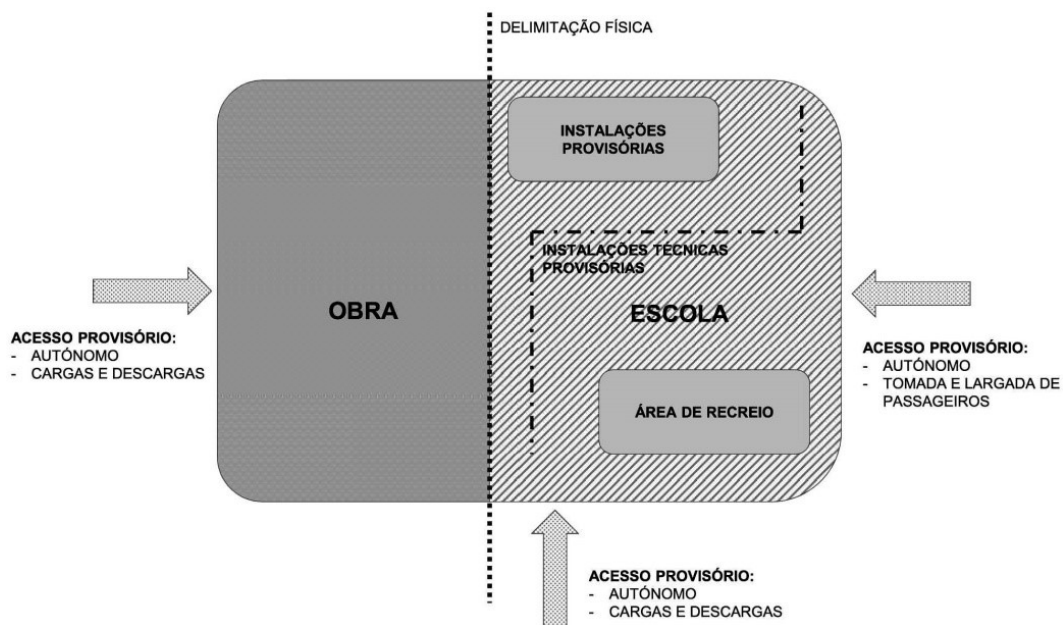 DELIMITAÇÃO FÍSICA
INSTALAÇÕES
PROVISÓRIAS
INSTALAÇÕES TÉCNICAS
PROVISÓRIAS
OBRA
ESCOLA
ACESSO PROVISÓRIO:
- AUTÓNOMO
- CARGAS E DESCARGAS
ACESSO PROVISÓRIO:
- AUTÓNOMO
- TOMADA E LARGADA DE
PASSAGEIROS
ÁREA DE RECREIO
ACESSO PROVISÓRIO:
- AUTÓNOMO
- CARGAS E DESCARGAS